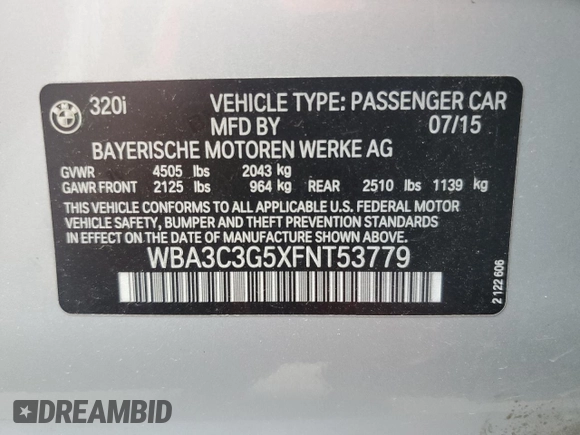 BMW
320i VEHICLE TYPE: PASSENGER CAR
MFD BY 07/15
BAYERISCHE MOTOREN WERKE AG
GVWR 4505 lbs 2043 kg
GAWR FRONT 2125 lbs 964 kg REAR 2510 lbs 1139 kg
THIS VEHICLE CONFORMS TO ALL APPLICABLE U.S. FEDERAL MOTOR
VEHICLE SAFETY, BUMPER AND THEFT PREVENTION STANDARDS
IN EFFECT ON THE DATE OF MANUFACTURE SHOWN ABOVE.
WBA3C3G5XFNT53779
2 122 606
DREAMBID